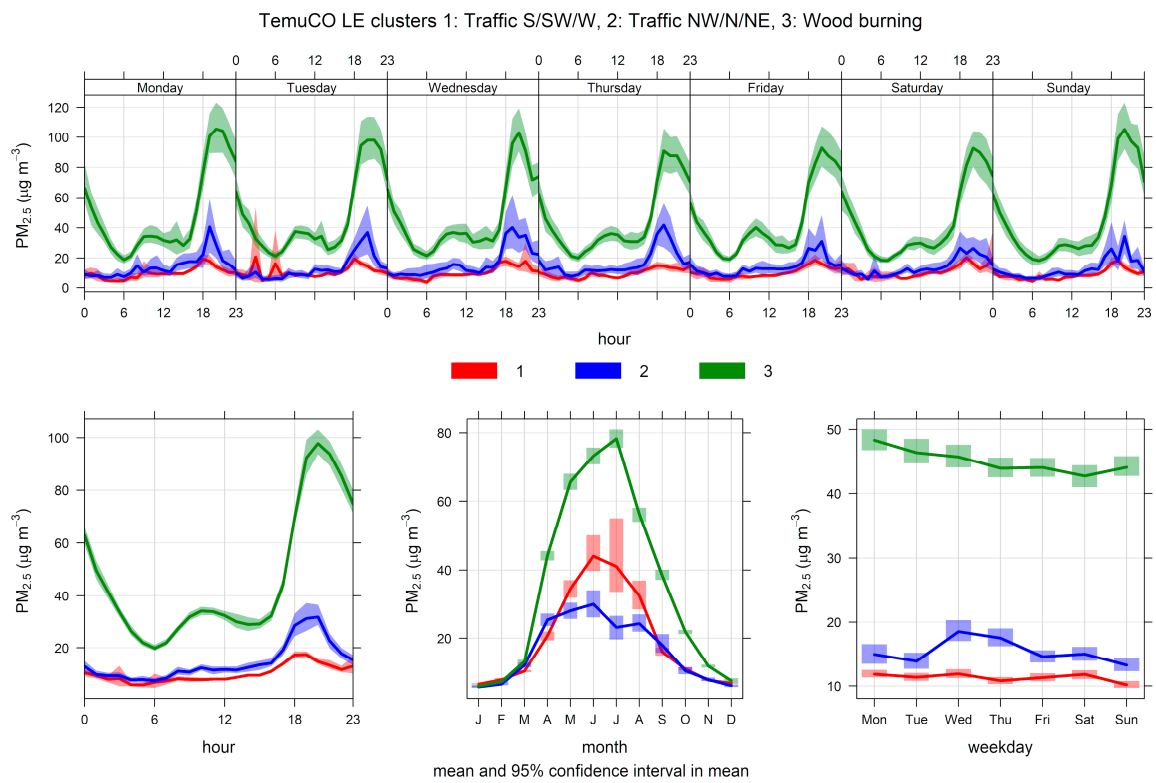 TemuCO LE clusters 1: Traffic S/SW/W, 2: Traffic NW/N/NE, 3: Wood burning
0 6 12 18 23 0 6 12 18 23 0 6 12 18 23
Monday Tuesday Wednesday Thursday Friday Saturday Sunday
120
100
80
60
40
20
0
PM2.5 (μg m−3)
0 6 12 18 23 0 6 12 18 23 0 6 12 18 23 0 6 12 18 23
hour
1 2 3
100
80
60
40
20
PM2.5 (μg m−3)
0 6 12 18 23
hour
80
60
40
20
PM2.5 (μg m−3)
J F M A M J J A S O N D
month
50
40
30
20
10
PM2.5 (μg m−3)
Mon Tue Wed Thu Fri Sat Sun
weekday
mean and 95% confidence interval in mean